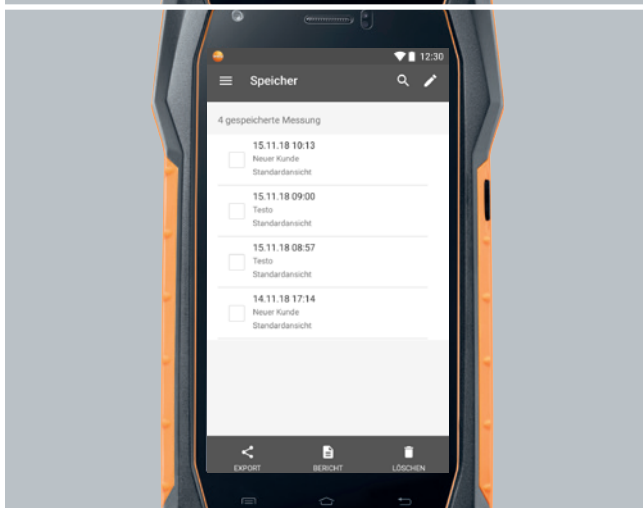 12:30
Speicher
4 gespeicherte Messung
15.11.18 10:13
Neuer Kunde
Standardansicht
15.11.18 09:00
Testo
Standardansicht
15.11.18 08:57
Testo
Standardansicht
14.11.18 17:14
Neuer Kunde
Standardansicht
EXPORT BERICHT LÖSCHEN